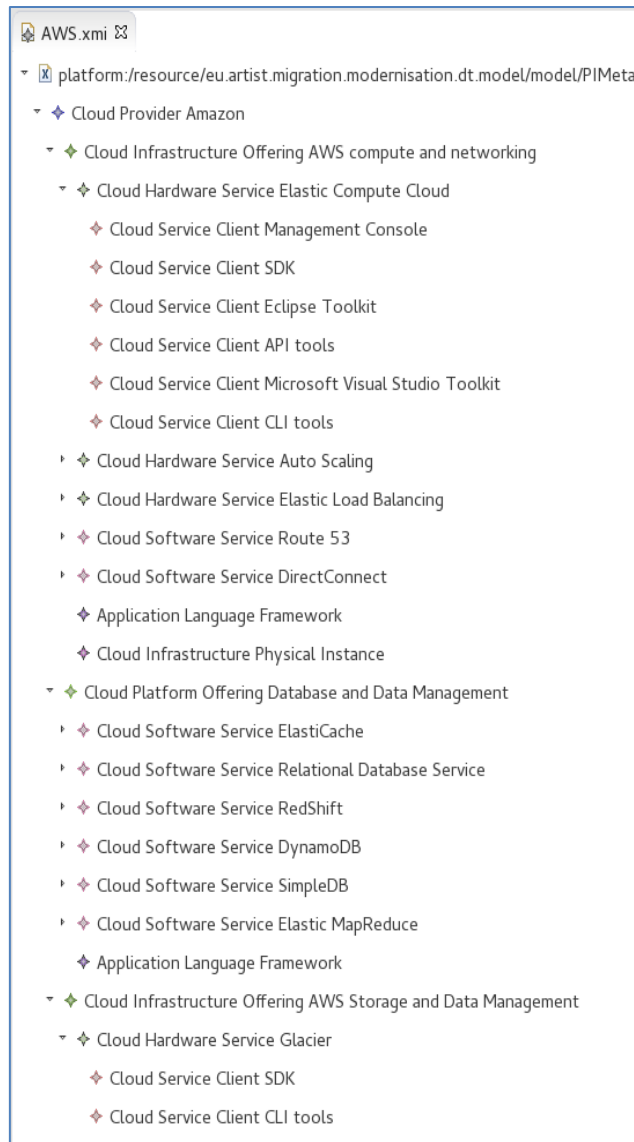 AWS.xmi
platform:/resource/eu.artist.migration.modernisation.dt.model/model/PIMeta
Cloud Provider Amazon
Cloud Infrastructure Offering AWS compute and networking
Cloud Hardware Service Elastic Compute Cloud
Cloud Service Client Management Console
Cloud Service Client SDK
Cloud Service Client Eclipse Toolkit
Cloud Service Client API tools
Cloud Service Client Microsoft Visual Studio Toolkit
Cloud Service Client CLI tools
Cloud Hardware Service Auto Scaling
Cloud Hardware Service Elastic Load Balancing
Cloud Software Service Route 53
Cloud Software Service DirectConnect
Application Language Framework
Cloud Infrastructure Physical Instance
Cloud Platform Offering Database and Data Management
Cloud Software Service ElastiCache
Cloud Software Service Relational Database Service
Cloud Software Service RedShift
Cloud Software Service DynamoDB
Cloud Software Service SimpleDB
Cloud Software Service Elastic MapReduce
Application Language Framework
Cloud Infrastructure Offering AWS Storage and Data Management
Cloud Hardware Service Glacier
Cloud Service Client SDK
Cloud Service Client CLI tools